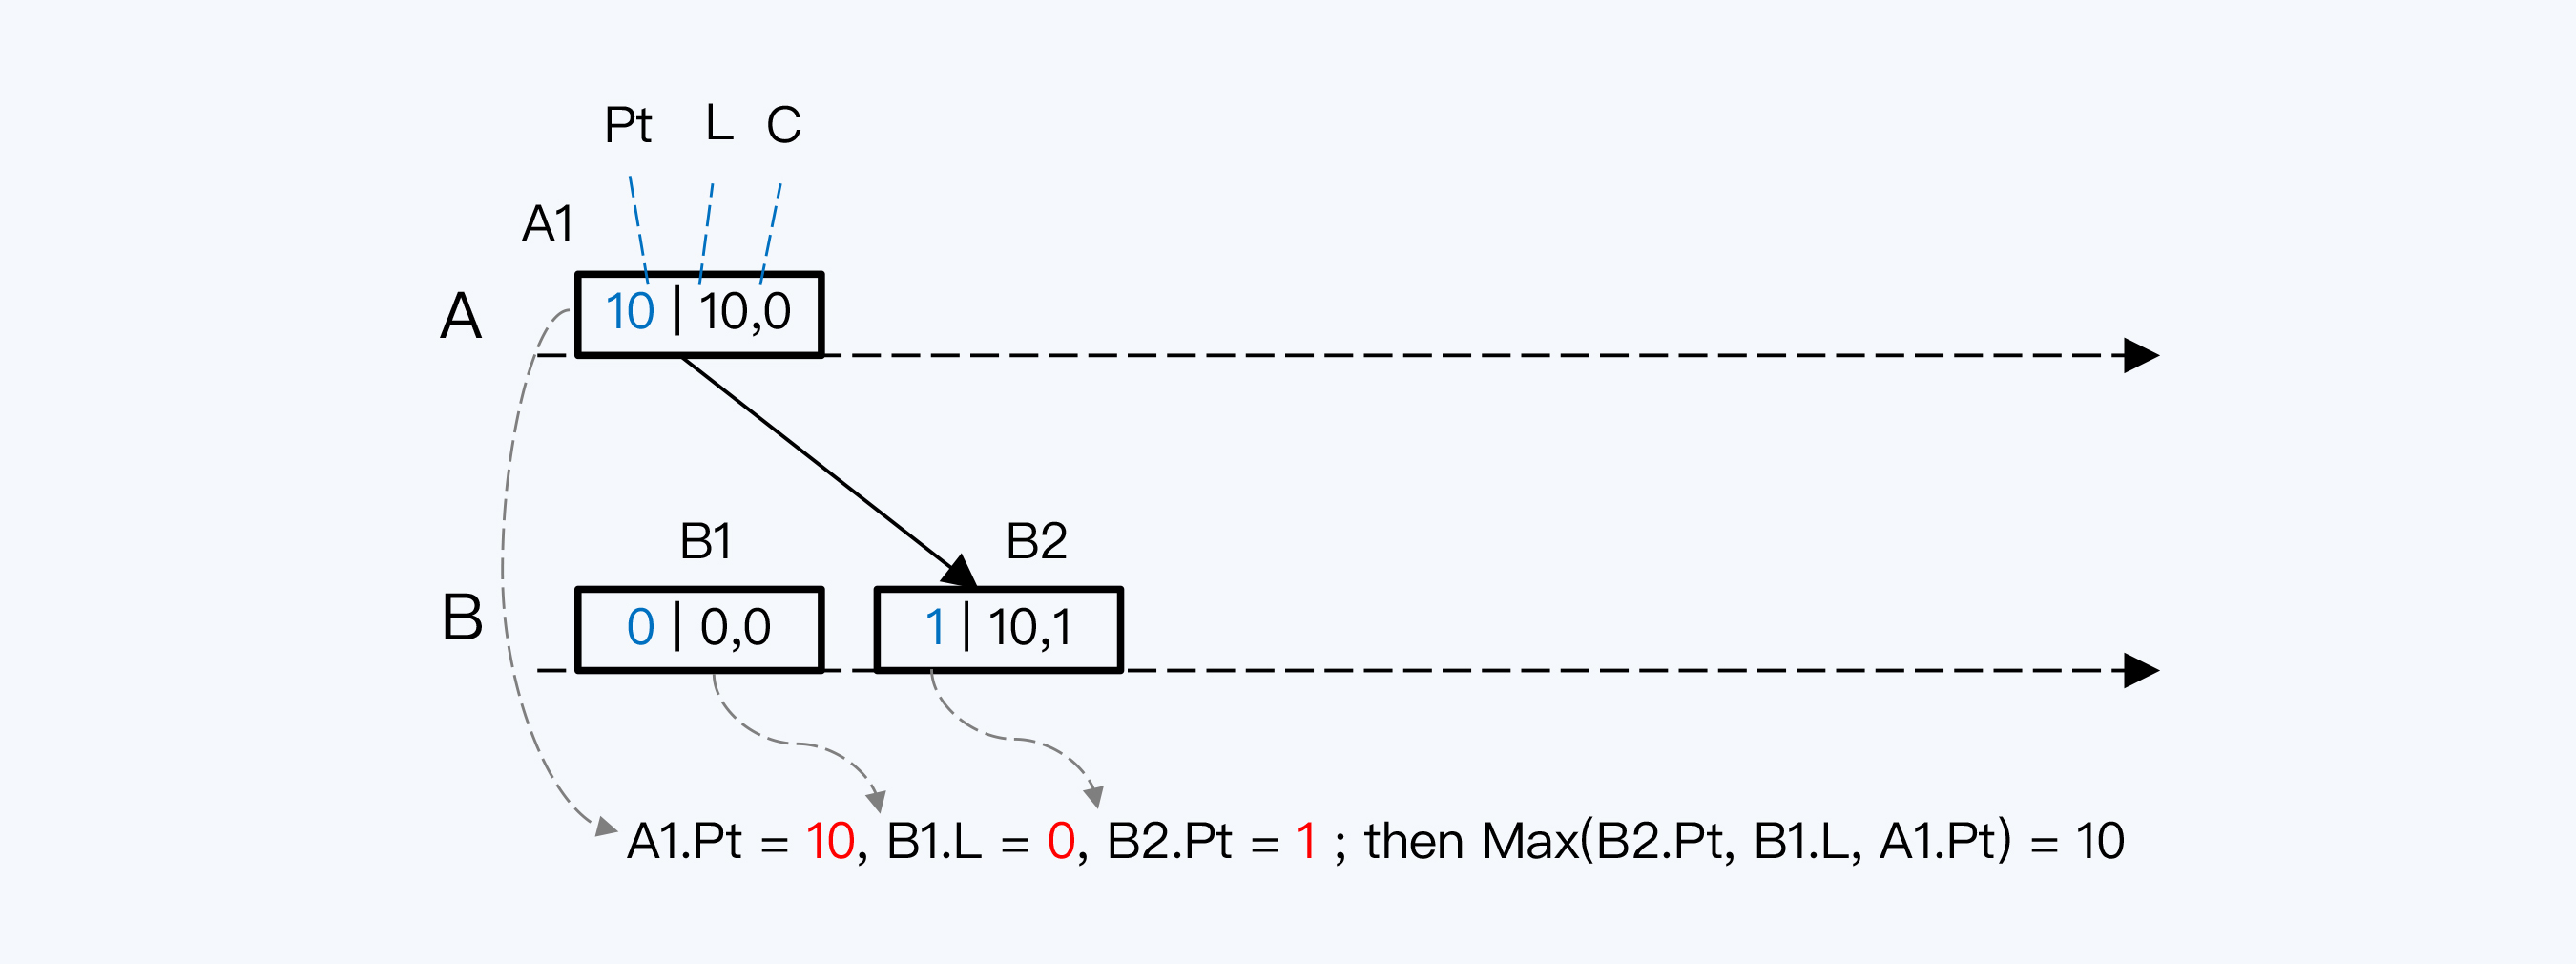 Pt L C
A1
A 10 | 10,0
B1 B2
B 0 | 0,0 1 | 10,1
A1.Pt = 10, B1.L = 0, B2.Pt = 1 ; then Max(B2.Pt, B1.L, A1.Pt) = 10